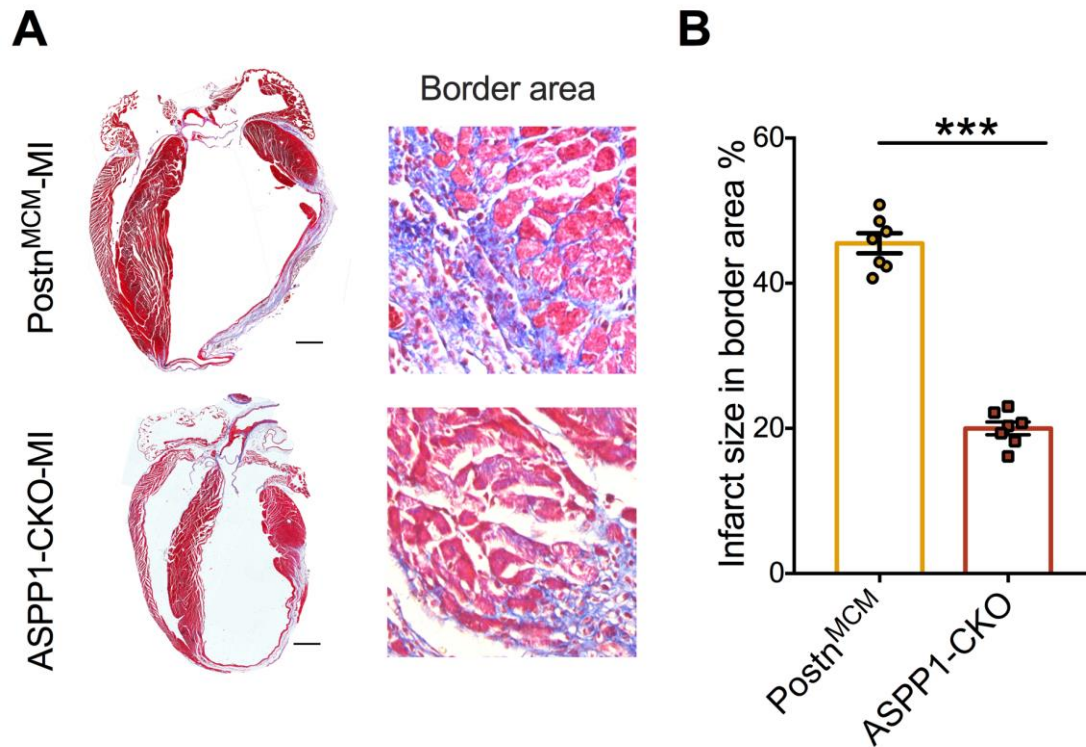 A
Border area
Postn^MCM-MI
ASPP1-CKO-MI
B
Infarct size in border area %
60
40
20
0
***
Postn^MCM
ASPP1-CKO